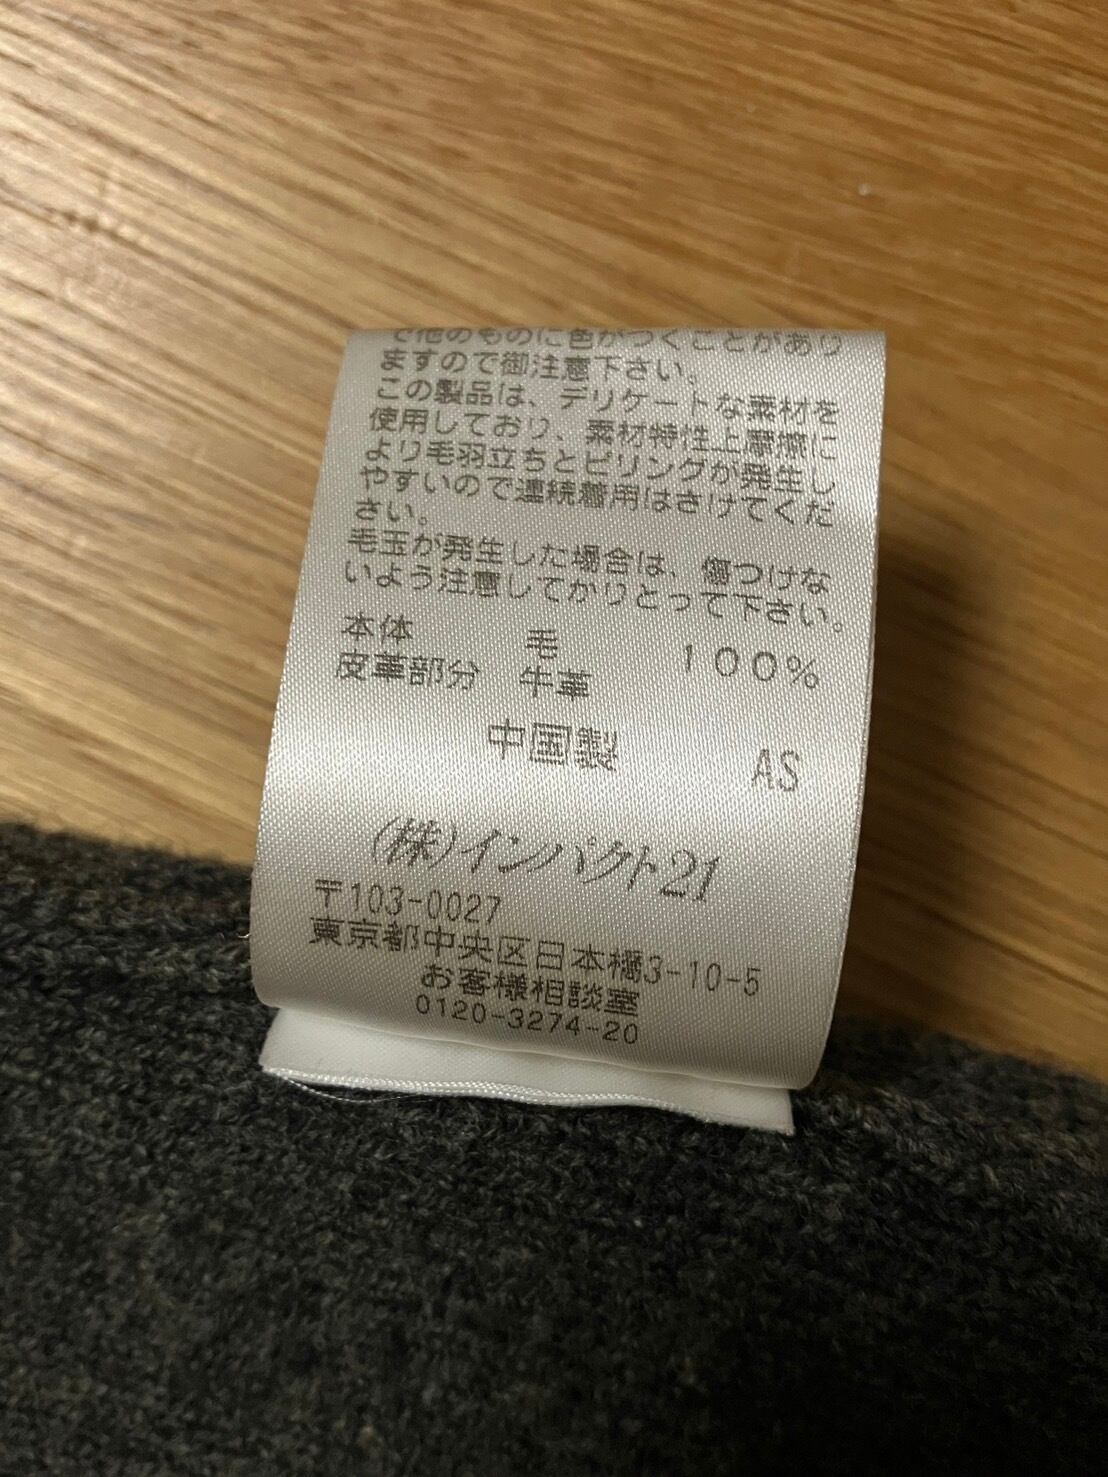 で他のものに色がつくことがあり
ますので御注意下さい。
この製品は、デリケートな素材を
使用しており、素材特性上摩擦に
より毛羽立ちとピリングが発生し
やすいので連続着用はさけてくだ
さい。
毛玉が発生した場合は、傷つけな
いよう注意してかりとって下さい。
本体 毛 100%
皮革部分 牛革
中国製 AS
(株)インパクト21
〒103-0027
東京都中央区日本橋3-10-5
お客様相談室
0120-3274-20